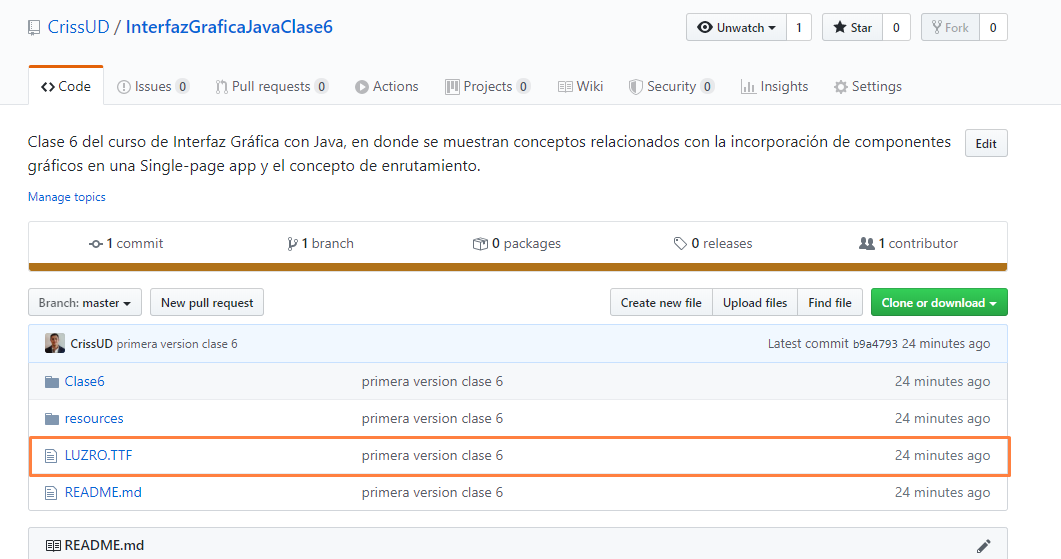 CrissUD / InterfazGraficaJavaClase6
Unwatch 1 Star 0 Fork 0
Code Issues 0 Pull requests 0 Actions Projects 0 Wiki Security 0 Insights Settings
Clase 6 del curso de Interfaz Gráfica con Java, en donde se muestran conceptos relacionados con la incorporación de componentes
gráficos en una Single-page app y el concepto de enrutamiento.
Edit
Manage topics
1 commit 1 branch 0 packages 0 releases 1 contributor
Branch: master New pull request Create new file Upload files Find file Clone or download
CrissUD primera version clase 6 Latest commit b9a4793 24 minutes ago
Clase6 primera version clase 6 24 minutes ago
resources primera version clase 6 24 minutes ago
LUZRO.TTF primera version clase 6 24 minutes ago
README.md primera version clase 6 24 minutes ago
README.md